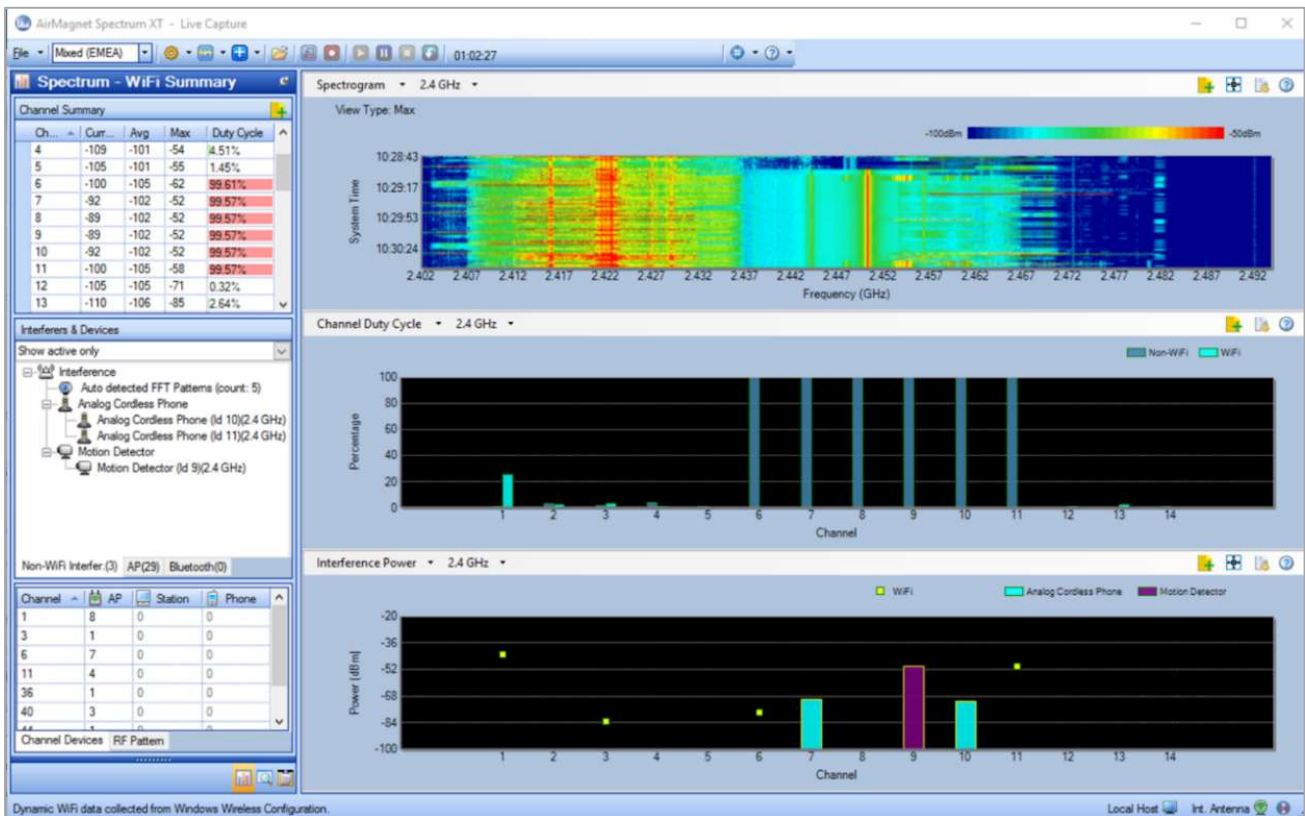 AirMagnet Spectrum XT - Live Capture
File Mixed (EMEA) 01:02:27
Spectrum - WiFi Summary
Channel Summary
Ch... Curr... Avg Max Duty Cycle
4 -109 -101 -54 4.51%
5 -105 -101 -55 1.45%
6 -100 -105 -62 99.61%
7 -92 -102 -52 99.57%
8 -89 -102 -52 99.57%
9 -89 -102 -52 99.57%
10 -92 -102 -52 99.57%
11 -100 -105 -58 99.57%
12 -105 -105 -71 0.32%
13 -110 -106 -85 2.64%
Interferers & Devices
Show active only
Interference
Auto detected FFT Patterns (count: 5)
Analog Cordless Phone
Analog Cordless Phone (Id 10)(2.4 GHz)
Analog Cordless Phone (Id 11)(2.4 GHz)
Motion Detector
Motion Detector (Id 9)(2.4 GHz)
Non-WiFi Interfer.(3) AP(29) Bluetooth(0)
Channel AP Station Phone
1 8 0 0
3 1 0 0
6 7 0 0
11 4 0 0
36 1 0 0
40 3 0 0
Channel Devices RF Pattern
Spectrogram 2.4 GHz
View Type: Max
-100dBm -50dBm
System Time
10:28:43
10:29:17
10:29:53
10:30:24
2.402 2.407 2.412 2.417 2.422 2.427 2.432 2.437 2.442 2.447 2.452 2.457 2.462 2.467 2.472 2.477 2.482 2.487 2.492
Frequency (GHz)
Channel Duty Cycle 2.4 GHz
Non-WiFi WiFi
Percentage
100
80
60
40
20
0
1 2 3 4 5 6 7 8 9 10 11 12 13 14
Channel
Interference Power 2.4 GHz
WiFi Analog Cordless Phone Motion Detector
Power [dBm]
-20
-36
-52
-68
-84
-100
1 2 3 4 5 6 7 8 9 10 11 12 13 14
Channel
Dynamic WiFi data collected from Windows Wireless Configuration. Local Host Int. Antenna